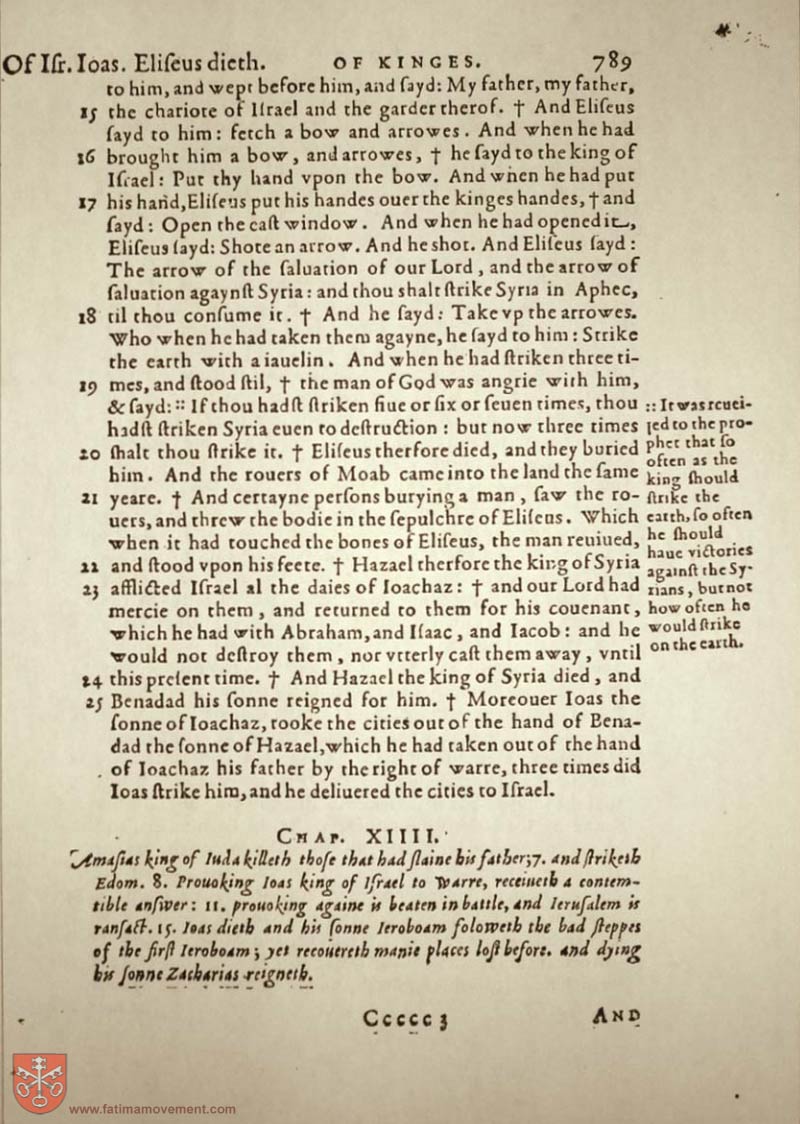 Of Iſr. Ioas. Eliſeus dieth. OF KINGES. 789
to him, and wept before him, and ſayd: My father, my father,
15 the chariote of Iſrael and the garder therof. † And Eliſeus
ſayd to him: fetch a bow and arrowes. And when he had
16 brought him a bow, and arrowes, † he ſayd to the king of
Iſrael: Put thy hand vpon the bow. And when he had put
17 his hand, Eliſeus put his handes ouer the kinges handes, † and
ſayd: Open the eaſt window. And when he had opened it,
Eliſeus ſayd: Shote an arrow. And he shot. And Eliſeus ſayd:
The arrow of the ſaluation of our Lord, and the arrow of
ſaluation agaynſt Syria: and thou shalt ſtrike Syria in Aphec,
18 til thou conſume it. † And he ſayd: Take vp the arrowes.
Who when he had taken them agayne, he ſayd to him: Strike
the earth with a iauelin. And when he had ſtriken three ti-
19 mes, and ſtood ſtil, † the man of God was angrie with him,
& ſayd: :: If thou hadſt ſtriken fiue or ſix or ſeuen times, thou
hadſt ſtriken Syria euen to deſtruction: but now three times
20 shalt thou ſtrike it. † Eliſeus therfore died, and they buried
him. And the rouers of Moab came into the land the ſame
21 yeare. † And certayne perſons burying a man, ſaw the ro-
uers, and threw the bodie in the ſepulchre of Eliſeus. Which
when it had touched the bones of Eliſeus, the man reuiued,
22 and ſtood vpon his feete. † Hazael therfore the king of Syria
23 afflicted Iſrael al the daies of Ioachaz: † and our Lord had
mercie on them, and returned to them for his couenant,
which he had with Abraham, and Iſaac, and Iacob: and he
would not deſtroy them, nor vtterly caſt them away, vntil
24 this preſent time. † And Hazael the king of Syria died, and
25 Benadad his ſonne reigned for him. † Moreouer Ioas the
ſonne of Ioachaz, tooke the cities out of the hand of Bena-
dad the ſonne of Hazael, which he had taken out of the hand
of Ioachaz his father by the right of warre, three times did
Ioas ſtrike him, and he deliuered the cities to Iſrael.
:: It was reuei-
led to the pro-
phet that ſo
often as the
king ſhould
ſtrike the
earth, ſo often
he ſhould
haue victories
againſt the Sy-
rians, but not
how often he
would ſtrike
on the earth.
CHAP. XIIII.
Amaſias king of Iuda killeth thoſe that had ſlaine his father; 7. and ſtriketh
Edom. 8. Prouoking Ioas king of Iſrael to warre, receiueth a contem-
tible anſwer: 11. prouoking againe is beaten in battle, and Ieruſalem is
ranſact. 15. Ioas dieth and his ſonne Ieroboam foloweth the bad ſteppes
of the firſt Ieroboam; yet recouereth manie places loſt before. and dying
his ſonne Zacharias reigneth.
Ccccc 3 AND
www.fatimamovement.com